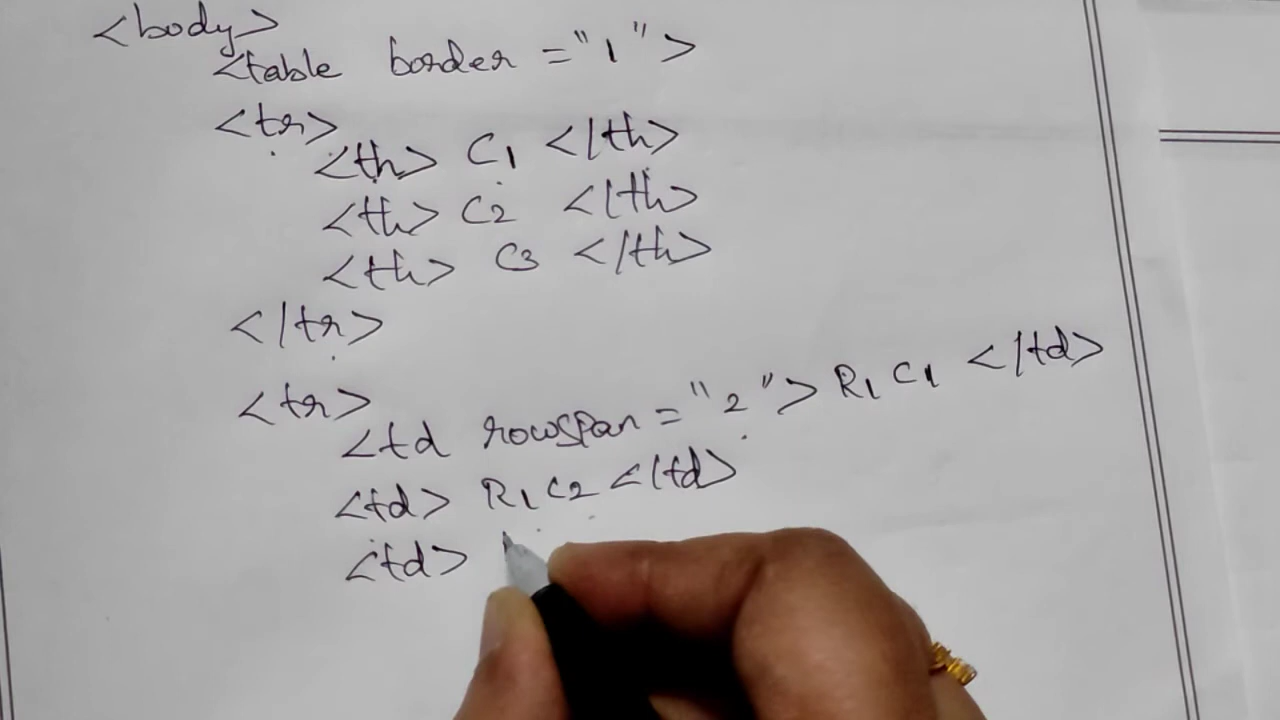 <body>
<table border ="1">
<tr>
<th> C1 </th>
<th> C2 </th>
<th> C3 </th>
</tr>
<tr>
<td rowspan = "2"> R1 C1 </td>
<td> R1 C2 </td>
<td>